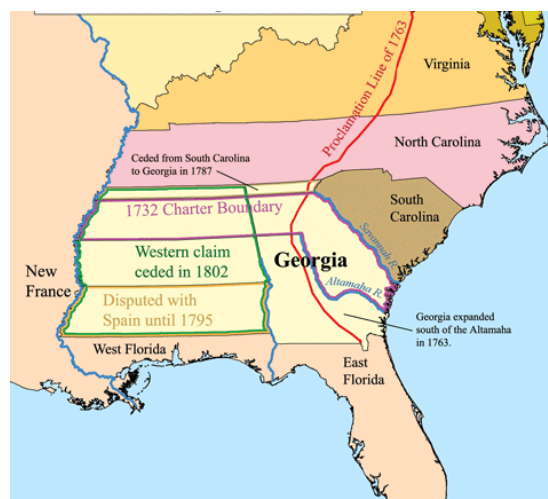 Proclamation Line of 1763
Virginia
North Carolina
Ceded from South Carolina
to Georgia in 1787
South
Carolina
1732 Charter Boundary
Savannah R.
Western claim
ceded in 1802
Georgia
New
France
Altamaha R.
Disputed with
Spain until 1795
Georgia expanded
south of the Altamaha
in 1763.
West Florida
East
Florida